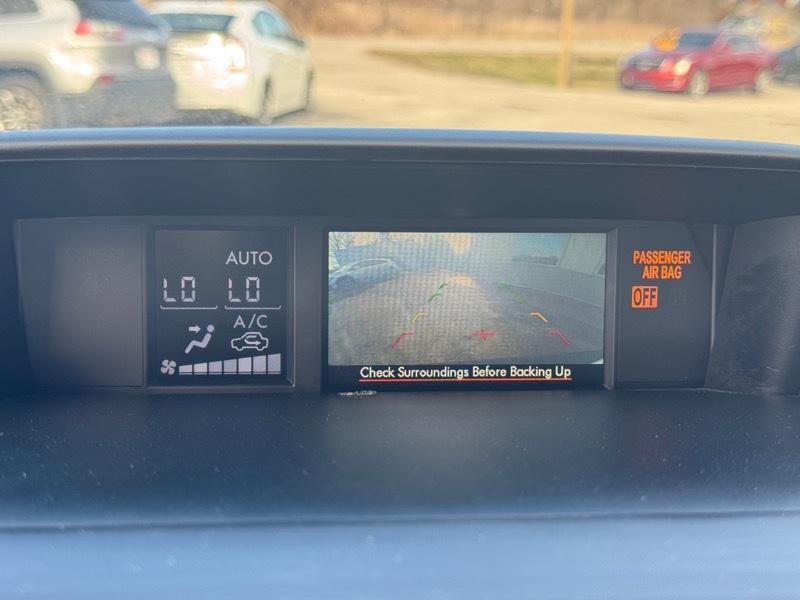 AUTO
LO LO
A/C
Check Surroundings Before Backing Up
PASSENGER
AIR BAG
OFF